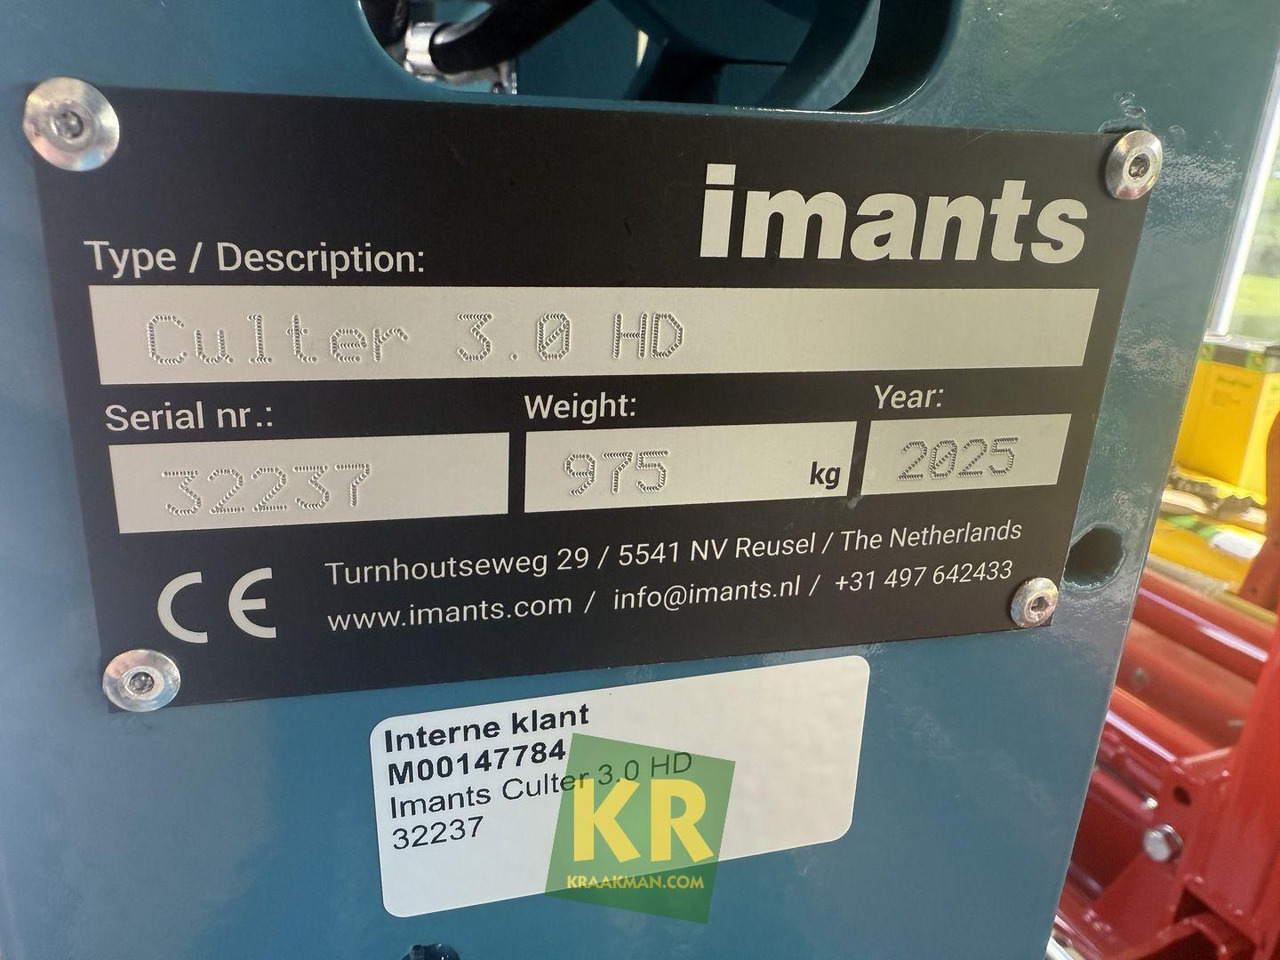 imants
Type / Description:
Culter 3.0 HD
Serial nr.: Weight: Year:
32237 975 kg 2025
CE Turnhoutseweg 29 / 5541 NV Reusel / The Netherlands
www.imants.com / info@imants.nl / +31 497 642433
Interne klant
M00147784
Imants Culter 3.0 HD
32237
KR
KRAAKMAN.COM